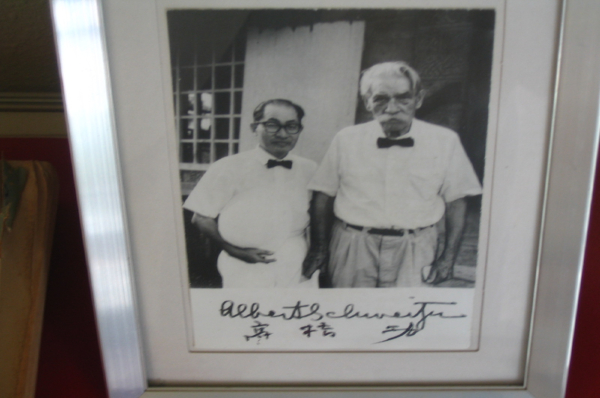 Albert Schweitzer
高橋 功